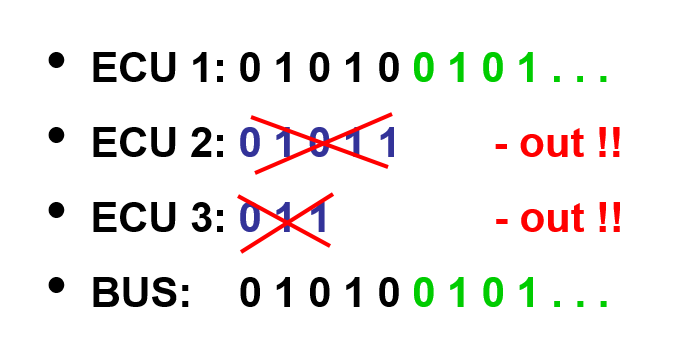 • ECU 1: 0 1 0 1 0 0 1 0 1 . . .
• ECU 2: 0 1 0 1 1 - out !!
• ECU 3: 0 1 1 - out !!
• BUS: 0 1 0 1 0 0 1 0 1 . . .